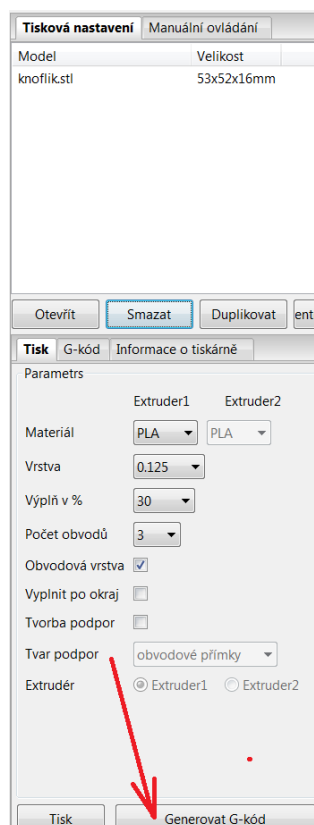 Tisková nastavení Manuální ovládání
Model Velikost
knoflik.stl 53x52x16mm
Otevřít Smazat Duplikovat ent
Tisk G-kód Informace o tiskárně
Parametrs
Extruder1 Extruder2
Materiál PLA PLA
Vrstva 0.125
Výplň v % 30
Počet obvodů 3
Obvodová vrstva
Vyplnit po okraj
Tvorba podpor
Tvar podpor obvodové přímky
Extrudér Extruder1 Extruder2
Tisk Generovat G-kód